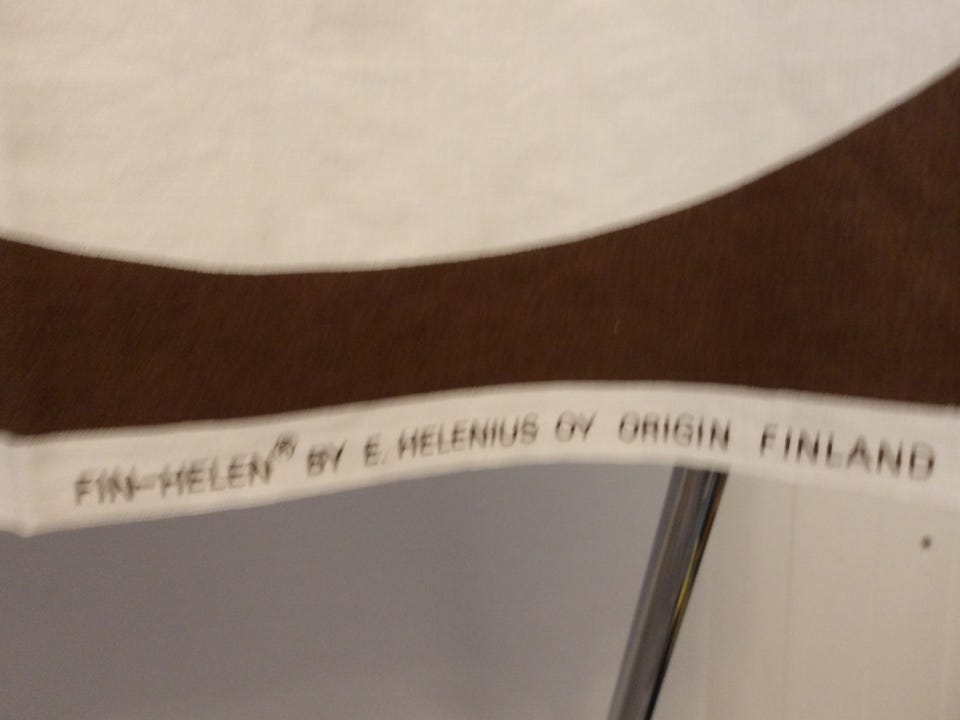 FIN-HELEN® BY E. HELENIUS OY ORIGIN FINLAND